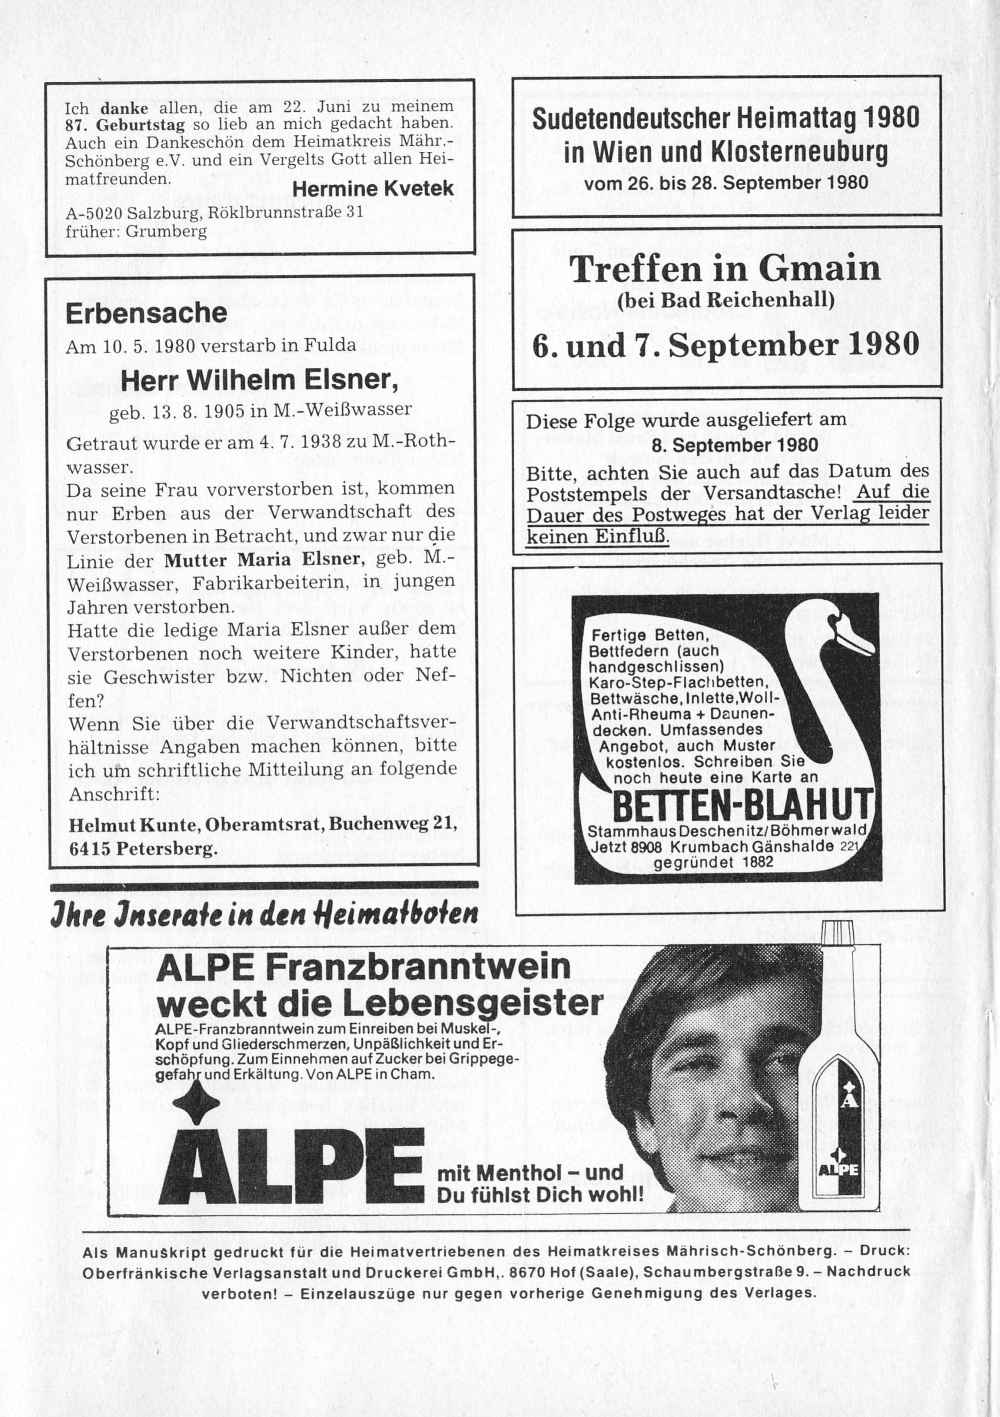 Ich danke allen, die am 22. Juni zu meinem
87. Geburtstag so lieb an mich gedacht haben.
Auch ein Dankeschön dem Heimatkreis Mähr.-
Schönberg e.V. und ein Vergelts Gott allen Hei-
matfreunden.
Hermine Kvetek
A-5020 Salzburg, Röklbrunnstraße 31
früher: Grumberg
Erbensache
Am 10. 5. 1980 verstarb in Fulda
Herr Wilhelm Elsner,
geb. 13. 8. 1905 in M.-Weißwasser
Getraut wurde er am 4. 7. 1938 zu M.-Roth-
wasser.
Da seine Frau vorverstorben ist, kommen
nur Erben aus der Verwandtschaft des
Verstorbenen in Betracht, und zwar nur die
Linie der Mutter Maria Elsner, geb. M.-
Weißwasser, Fabrikarbeiterin, in jungen
Jahren verstorben.
Hatte die ledige Maria Elsner außer dem
Verstorbenen noch weitere Kinder, hatte
sie Geschwister bzw. Nichten oder Nef-
fen?
Wenn Sie über die Verwandtschaftsver-
hältnisse Angaben machen können, bitte
ich um schriftliche Mitteilung an folgende
Anschrift:
Helmut Kunte, Oberamtsrat, Buchenweg 21,
6415 Petersberg.
Ihre Inserate in den Heimatboten
Sudetendeutscher Heimattag 1980
in Wien und Klosterneuburg
vom 26. bis 28. September 1980
Treffen in Gmain
(bei Bad Reichenhall)
6. und 7. September 1980
Diese Folge wurde ausgeliefert am
8. September 1980
Bitte, achten Sie auch auf das Datum des
Poststempels der Versandtasche! Auf die
Dauer des Postweges hat der Verlag leider
keinen Einfluß.
Fertige Betten,
Bettfedern (auch
handgeschlissen)
Karo-Step-Flachbetten,
Bettwäsche,Inlette,Woll-
Anti-Rheuma + Daunen-
decken. Umfassendes
Angebot, auch Muster
kostenlos. Schreiben Sie
noch heute eine Karte an
BETTEN-BLAHUT
Stammhaus Deschenitz/Böhmerwald
Jetzt 8908 Krumbach Gänshalde 221
gegründet 1882
ALPE Franzbranntwein
weckt die Lebensgeister
ALPE-Franzbranntwein zum Einreiben bei Muskel-,
Kopf und Gliederschmerzen, Unpäßlichkeit und Er-
schöpfung. Zum Einnehmen auf Zucker bei Grippege-
gefahr und Erkältung. Von ALPE in Cham.
ALPE
mit Menthol – und
Du fühlst Dich wohl!
A
ALPE
Als Manuskript gedruckt für die Heimatvertriebenen des Heimatkreises Mährisch-Schönberg. – Druck:
Oberfränkische Verlagsanstalt und Druckerei GmbH,. 8670 Hof (Saale), Schaumbergstraße 9. – Nachdruck
verboten! – Einzelauszüge nur gegen vorherige Genehmigung des Verlages.